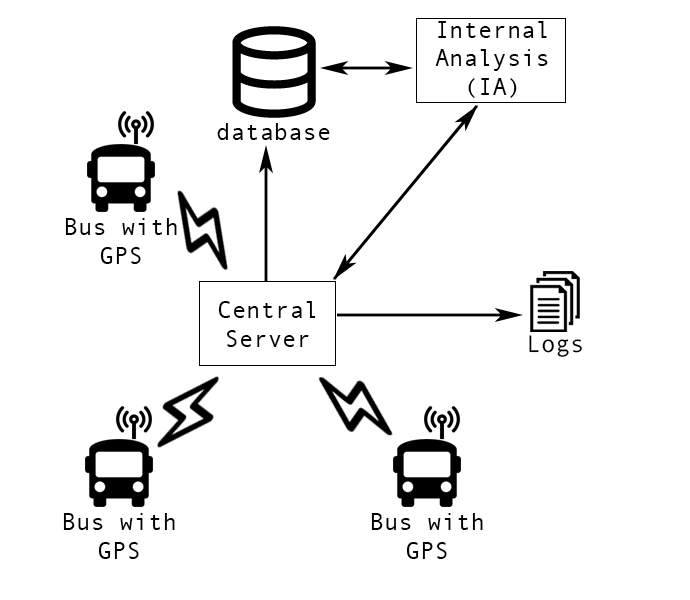 Internal
Analysis
(IA)
database
Bus with
GPS
Central
Server
Logs
Bus with
GPS
Bus with
GPS